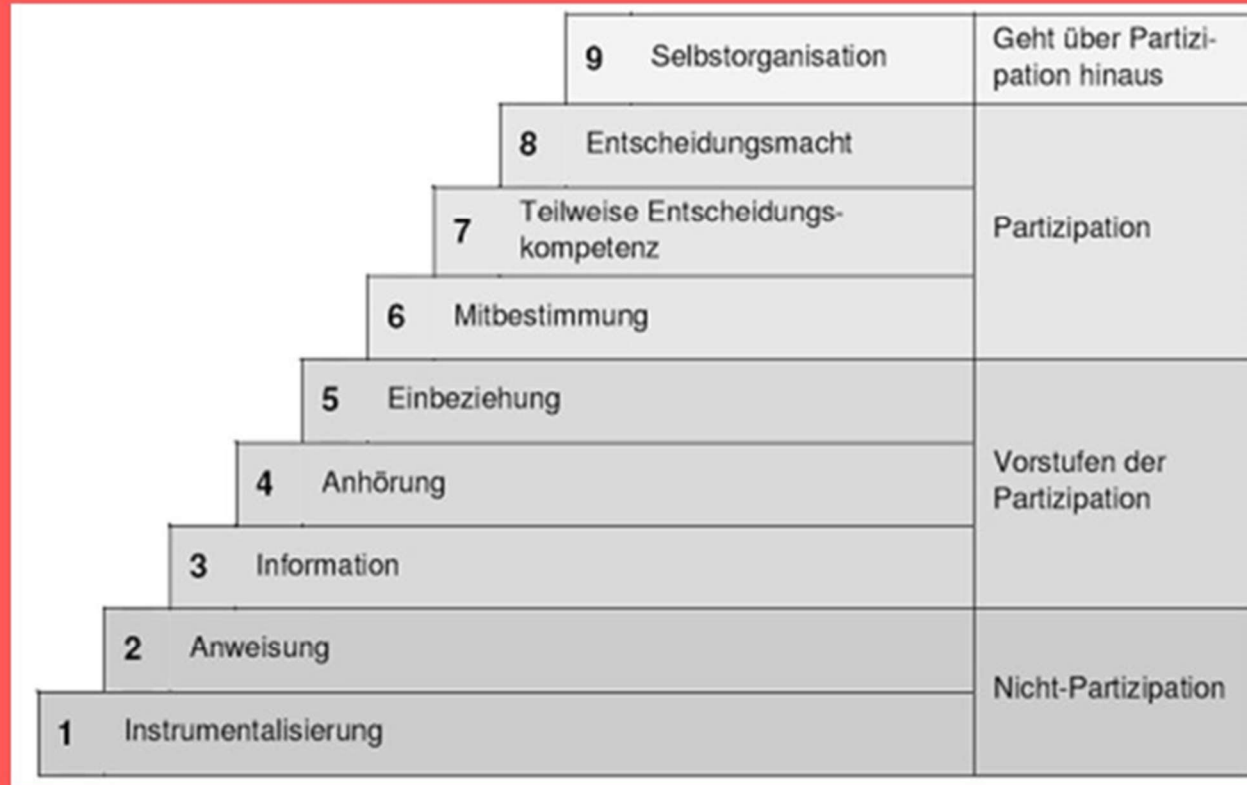 9 Selbstorganisation
Geht über Partizi-
pation hinaus
8 Entscheidungsmacht
7 Teilweise Entscheidungs-
kompetenz
6 Mitbestimmung
Partizipation
5 Einbeziehung
4 Anhörung
3 Information
Vorstufen der
Partizipation
2 Anweisung
1 Instrumentalisierung
Nicht-Partizipation